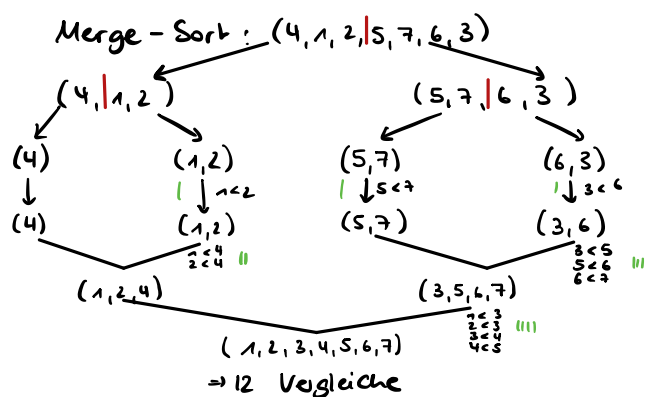 Merge-Sort: (4,1,2,|5,7,6,3)
(4,|1,2) (5,7,|6,3)
(4) (1,2) (5,7) (6,3)
| 1<2 | 5<7 | 3<6
(4) (1,2) (5,7) (3,6)
1<4
2<4 ||
3<5
5<6 |||
6<7
(1,2,4) (3,5,6,7)
1<3
2<3 ||||
3<4
4<5
(1,2,3,4,5,6,7)
⇒ 12 Vergleiche